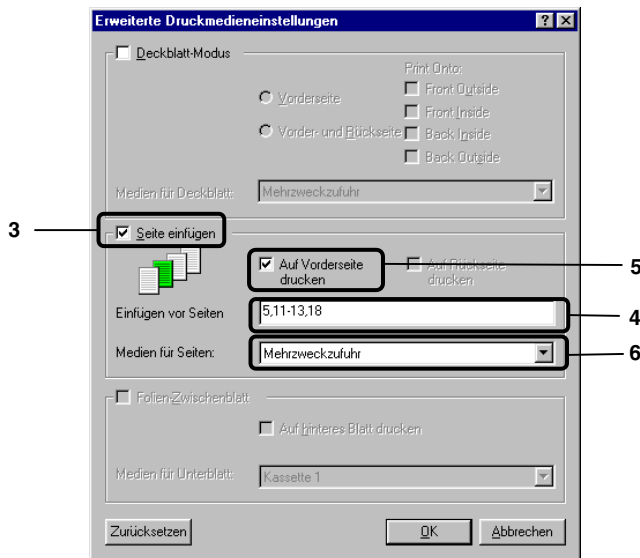 Erweiterte Druckmedieneinstellungen
Deckblatt-Modus
Print Onto:
Vorderseite
Front Outside
Front Inside
Vorder- und Rückseite
Back Inside
Back Outside
Medien für Deckblatt:
Mehrzweckzufuhr
3
Seite einfügen
Auf Vorderseite drucken
Auf Rückseite drucken
5
Einfügen vor Seiten
5,11-13,18
4
Medien für Seiten:
Mehrzweckzufuhr
6
Folien-Zwischenblatt
Auf hinteres Blatt drucken
Medien für Unterblatt:
Kassette 1
Zurücksetzen
OK
Abbrechen